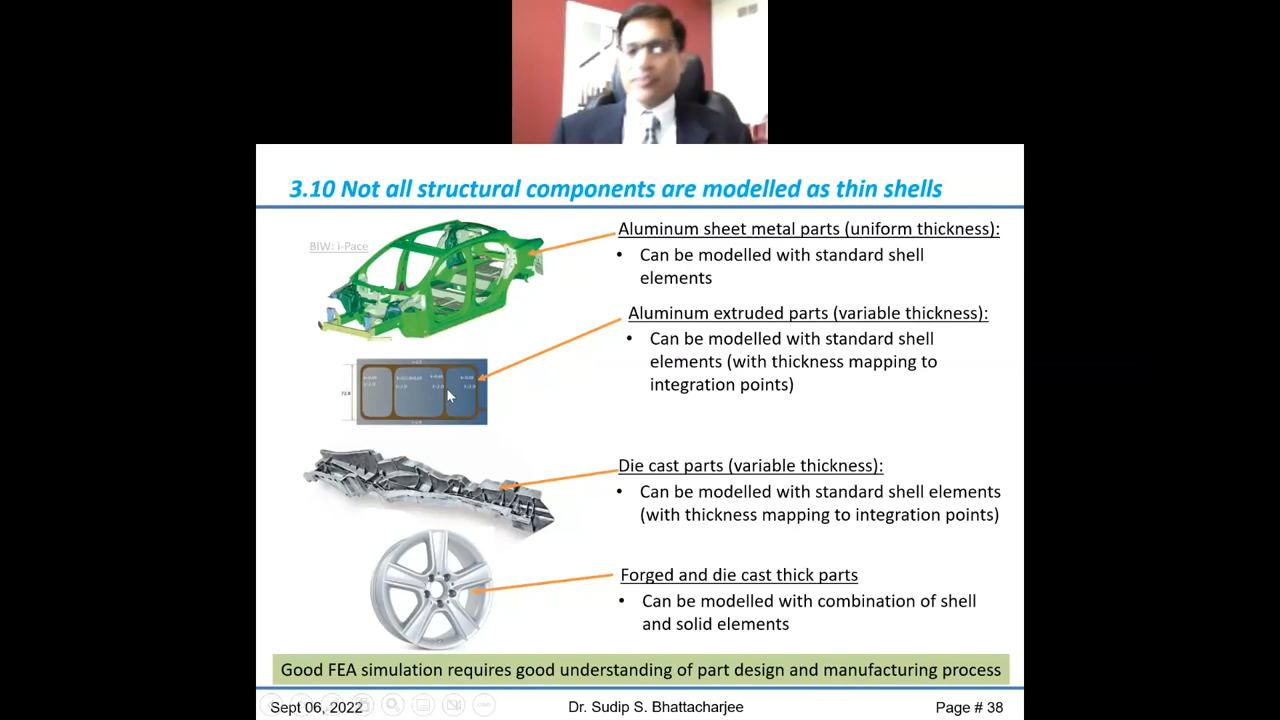 3.10 Not all structural components are modelled as thin shells
BIW: i-Pace
Aluminum sheet metal parts (uniform thickness):
• Can be modelled with standard shell
elements
Aluminum extruded parts (variable thickness):
• Can be modelled with standard shell
elements (with thickness mapping to
integration points)
72.8
Die cast parts (variable thickness):
• Can be modelled with standard shell elements
(with thickness mapping to integration points)
Forged and die cast thick parts
• Can be modelled with combination of shell
and solid elements
Good FEA simulation requires good understanding of part design and manufacturing process
Sept 06, 2022
Dr. Sudip S. Bhattacharjee
Page # 38